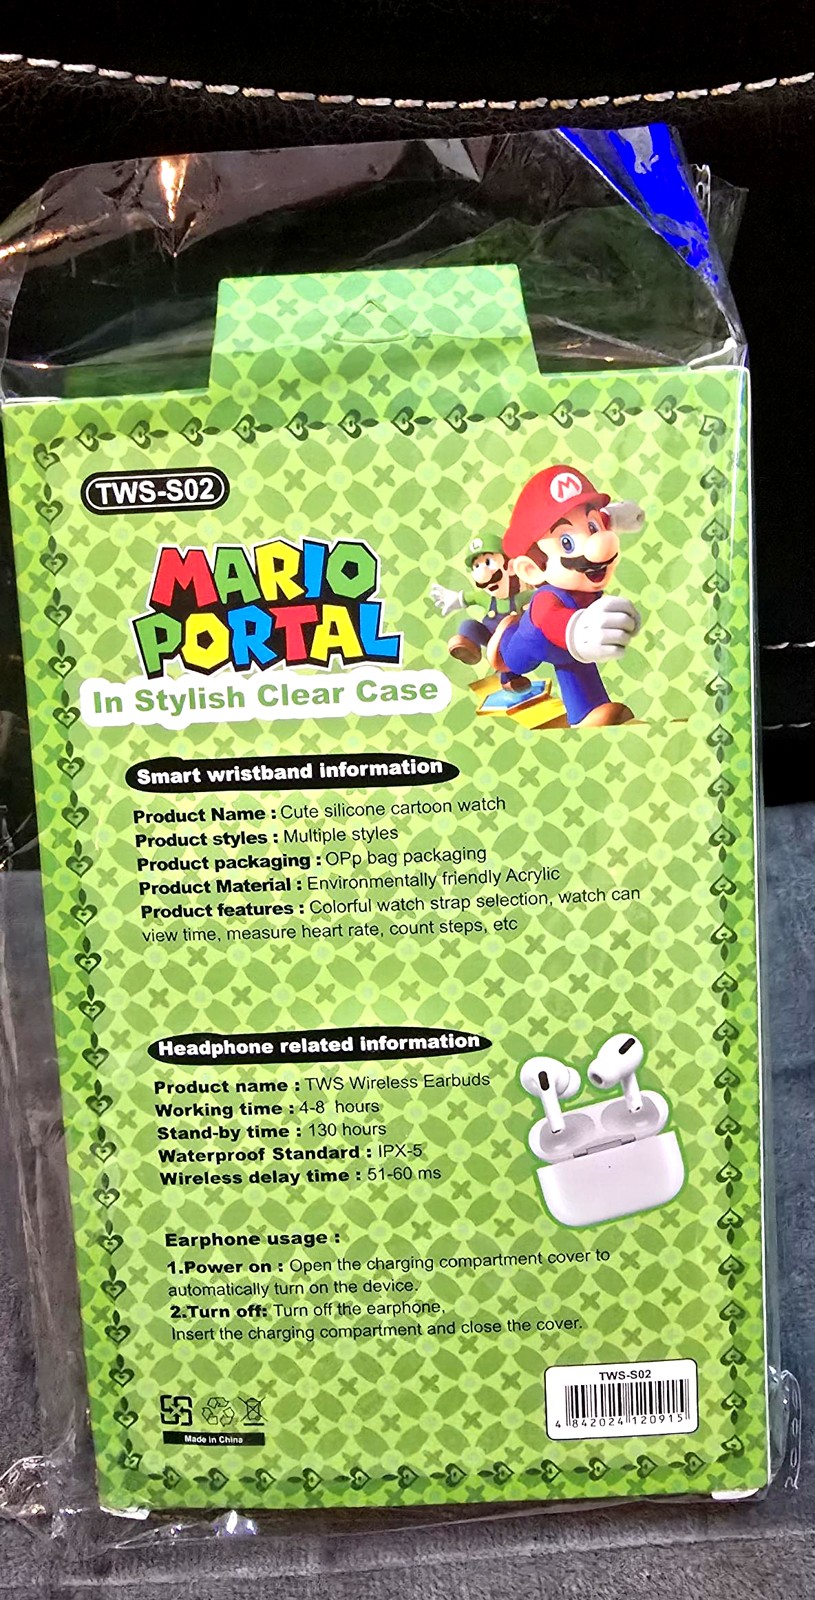 TWS-S02
MARIO
PORTAL
In Stylish Clear Case
Smart wristband information
Product Name : Cute silicone cartoon watch
Product styles : Multiple styles
Product packaging : OPp bag packaging
Product Material : Environmentally friendly Acrylic
Product features : Colorful watch strap selection, watch can
view time, measure heart rate, count steps, etc
Headphone related information
Product name : TWS Wireless Earbuds
Working time : 4-8 hours
Stand-by time : 130 hours
Waterproof Standard : IPX-5
Wireless delay time : 51-60 ms
Earphone usage :
1.Power on : Open the charging compartment cover to
automatically turn on the device.
2.Turn off: Turn off the earphone,
Insert the charging compartment and close the cover.
Made in China
TWS-S02
4 842024 120915